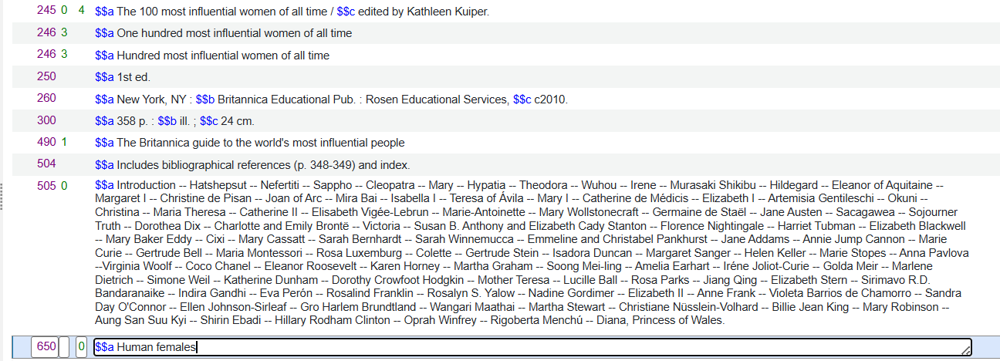 245 0 4 $$a The 100 most influential women of all time / $$c edited by Kathleen Kuiper.
246 3 $$a One hundred most influential women of all time
246 3 $$a Hundred most influential women of all time
250 $$a 1st ed.
260 $$a New York, NY : $$b Britannica Educational Pub. : Rosen Educational Services, $$c c2010.
300 $$a 358 p. : $$b ill. ; $$c 24 cm.
490 1 $$a The Britannica guide to the world's most influential people
504 $$a Includes bibliographical references (p. 348-349) and index.
505 0 $$a Introduction -- Hatshepsut -- Nefertiti -- Sappho -- Cleopatra -- Mary -- Hypatia -- Theodora -- Wuhou -- Irene -- Murasaki Shikibu -- Hildegard -- Eleanor of Aquitaine --
Margaret I -- Christine de Pisan -- Joan of Arc -- Mira Bai -- Isabella I -- Teresa of Ávila -- Mary I -- Catherine de Médicis -- Elizabeth I -- Artemisia Gentileschi -- Okuni --
Christina -- Maria Theresa -- Catherine II -- Elisabeth Vigée-Lebrun -- Marie-Antoinette -- Mary Wollstonecraft -- Germaine de Staël -- Jane Austen -- Sacagawea -- Sojourner
Truth -- Dorothea Dix -- Charlotte and Emily Brontë -- Victoria -- Susan B. Anthony and Elizabeth Cady Stanton -- Florence Nightingale -- Harriet Tubman -- Elizabeth Blackwell
-- Mary Baker Eddy -- Cixi -- Mary Cassatt -- Sarah Bernhardt -- Sarah Winnemucca -- Emmeline and Christabel Pankhurst -- Jane Addams -- Annie Jump Cannon -- Marie
Curie -- Gertrude Bell -- Maria Montessori -- Rosa Luxemburg -- Colette -- Gertrude Stein -- Isadora Duncan -- Margaret Sanger -- Helen Keller -- Marie Stopes -- Anna Pavlova
--Virginia Woolf -- Coco Chanel -- Eleanor Roosevelt -- Karen Horney -- Martha Graham -- Soong Mei-ling -- Amelia Earhart -- Iréne Joliot-Curie -- Golda Meir -- Marlene
Dietrich -- Simone Weil -- Katherine Dunham -- Dorothy Crowfoot Hodgkin -- Mother Teresa -- Lucille Ball -- Rosa Parks -- Jiang Qing -- Elizabeth Stern -- Sirimavo R.D.
Bandaranaike -- Indira Gandhi -- Eva Perón -- Rosalind Franklin -- Rosalyn S. Yalow -- Nadine Gordimer -- Elizabeth II -- Anne Frank -- Violeta Barrios de Chamorro -- Sandra
Day O'Connor -- Ellen Johnson-Sirleaf -- Gro Harlem Brundtland -- Wangari Maathai -- Martha Stewart -- Christiane Nüsslein-Volhard -- Billie Jean King -- Mary Robinson --
Aung San Suu Kyi -- Shirin Ebadi -- Hillary Rodham Clinton -- Oprah Winfrey -- Rigoberta Menchú -- Diana, Princess of Wales.
650 0 $$a Human females